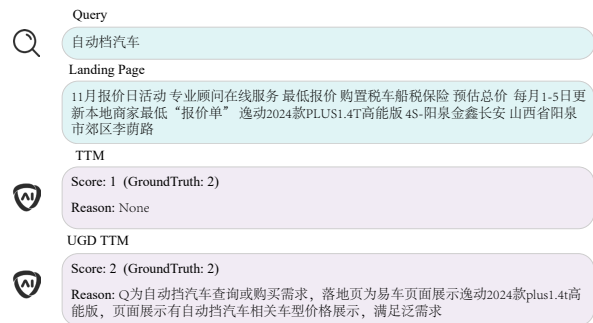 Query
自动档汽车
Landing Page
11月报价日活动 专业顾问在线服务 最低报价 购置税车船税保险 预估总价 每月1-5日更
新本地商家最低“报价单” 逸动2024款PLUS1.4T高能版 4S-阳泉金鑫长安 山西省阳泉
市郊区李荫路
TTM
Score: 1 (GroundTruth: 2)
Reason: None
UGD TTM
Score: 2 (GroundTruth: 2)
Reason: Q为自动挡汽车查询或购买需求，落地页为易车页面展示逸动2024款plus1.4t高
能版，页面展示有自动挡汽车相关车型价格展示，满足泛需求
AI
AI